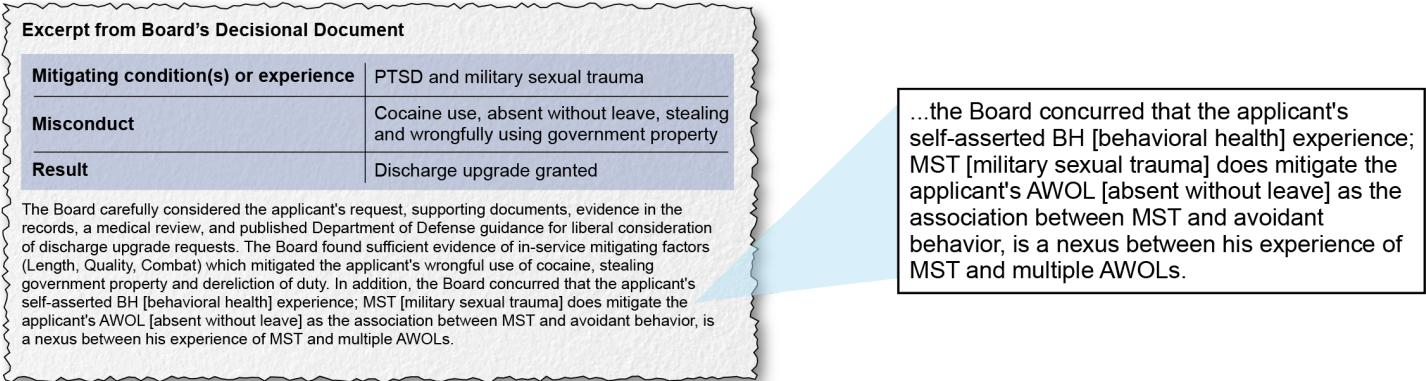 Excerpt from Board's Decisional Document
Mitigating condition(s) or experience PTSD and military sexual trauma
Misconduct Cocaine use, absent without leave, stealing
and wrongfully using government property
Result Discharge upgrade granted
The Board carefully considered the applicant's request, supporting documents, evidence in the
records, a medical review, and published Department of Defense guidance for liberal consideration
of discharge upgrade requests. The Board found sufficient evidence of in-service mitigating factors
(Length, Quality, Combat) which mitigated the applicant's wrongful use of cocaine, stealing
government property and dereliction of duty. In addition, the Board concurred that the applicant's
self-asserted BH [behavioral health] experience; MST [military sexual trauma] does mitigate the
applicant's AWOL [absent without leave] as the association between MST and avoidant behavior, is
a nexus between his experience of MST and multiple AWOLs.
...the Board concurred that the applicant's
self-asserted BH [behavioral health] experience;
MST [military sexual trauma] does mitigate the
applicant's AWOL [absent without leave] as the
association between MST and avoidant
behavior, is a nexus between his experience of
MST and multiple AWOLs.